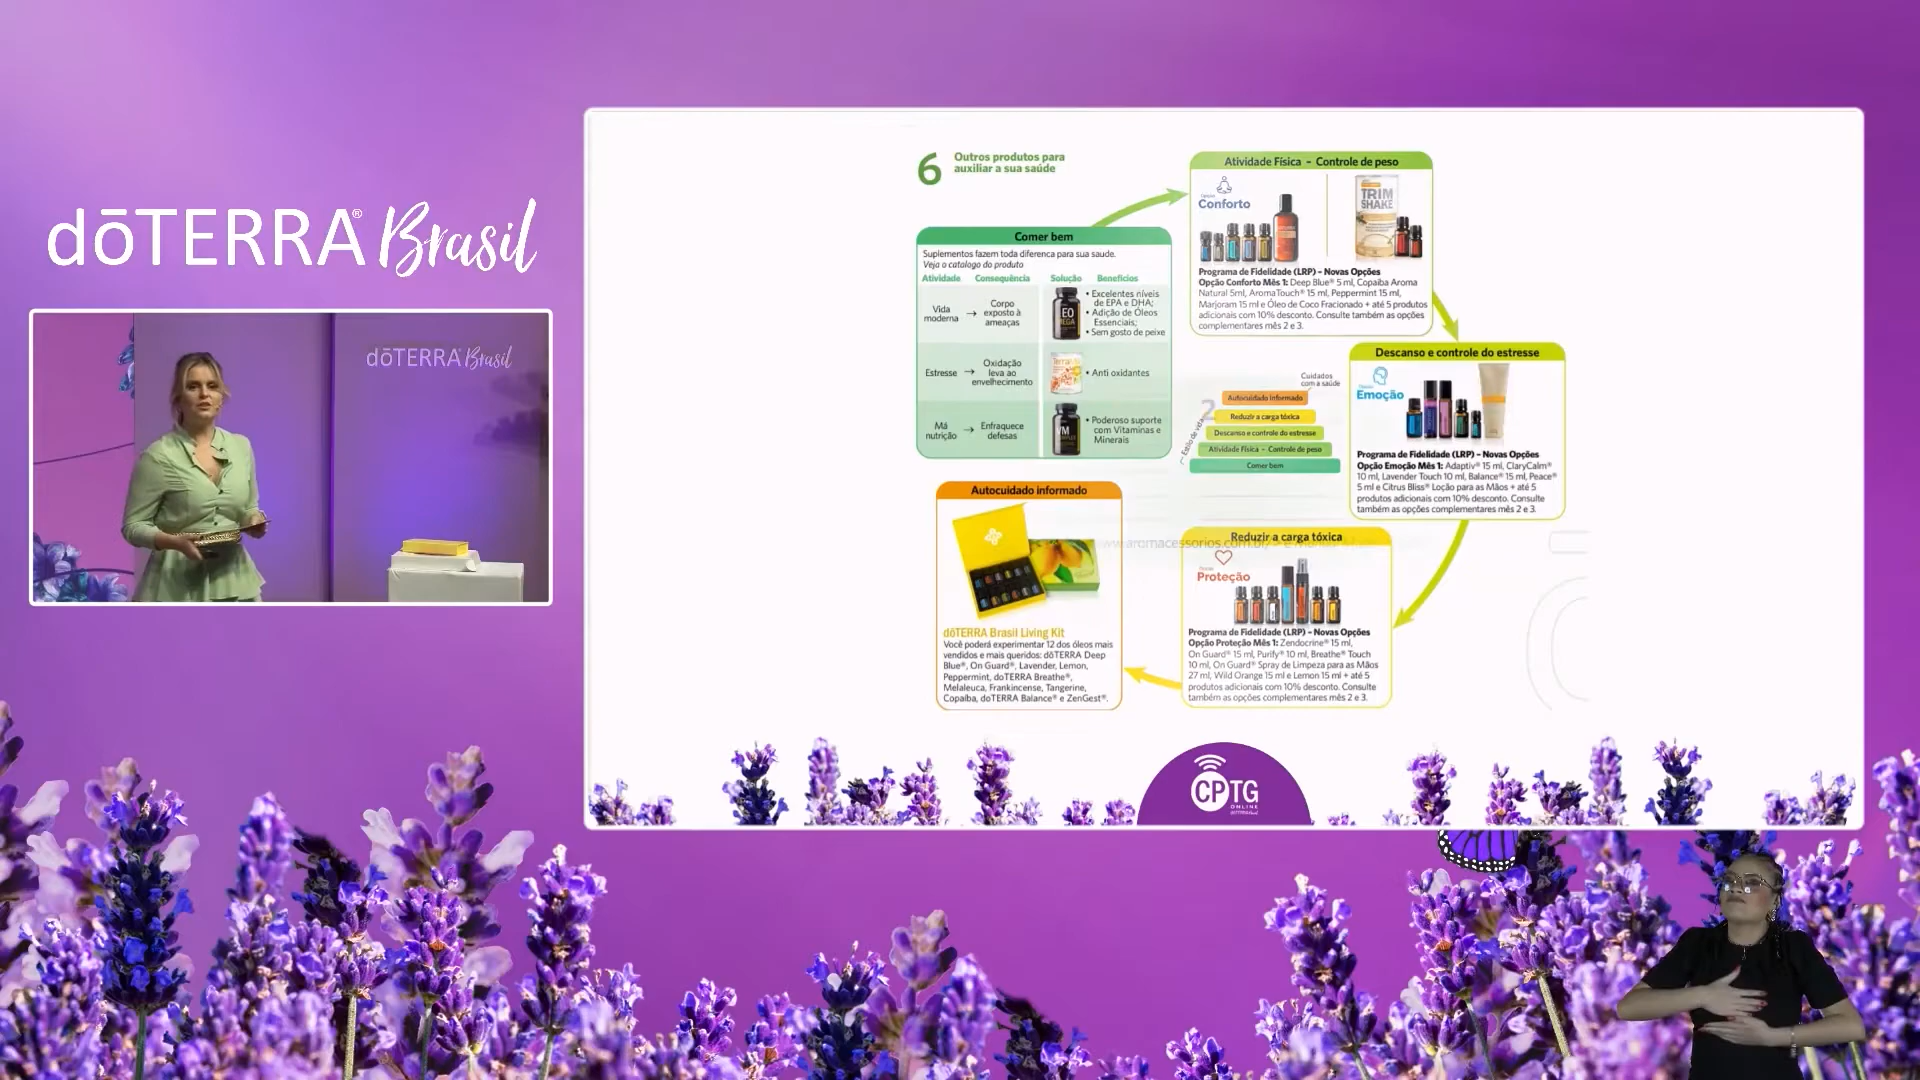 dōTERRA® Brasil
dōTERRA® Brasil
6
Outros produtos para
auxiliar a sua saúde
Comer bem
Suplementos fazem toda diferenca para sua saude.
Veja o catalogo do produto
Atividade Consequência Solução Benefícios
Vida
moderna
→ Corpo
exposto à
ameaças
• Excelentes níveis
de EPA e DHA;
• Adição de Óleos
Essenciais;
• Sem gosto de peixe
Estresse → Oxidação
leva ao
envelhecimento
• Anti oxidantes
Má
nutrição
→ Enfraquece
defesas
VM
• Poderoso suporte
com Vitaminas e
Minerais
Atividade Física - Controle de peso
Conforto
TRIM
SHAKE
Programa de Fidelidade (LRP) – Novas Opções
Opção Conforto Mês 1: Deep Blue® 5 ml, Copaíba Aroma
Natural 5ml, AromaTouch® 15 ml, Peppermint 15 ml,
Marjoram 15 ml e Óleo de Coco Fracionado + até 5 produtos
adicionais com 10% desconto. Consulte também as opções
complementares mês 2 e 3.
Descanso e controle do estresse
Emoção
Programa de Fidelidade (LRP) – Novas Opções
Opção Emoção Mês 1: Adaptiv® 15 ml, ClaryCalm®
10 ml, Lavender Touch 10 ml, Balance® 15 ml, Peace®
5 ml e Citrus Bliss® Loção para as Mãos + até 5
produtos adicionais com 10% desconto. Consulte
também as opções complementares mês 2 e 3.
2
Cuidados
com a saúde
Estilo de vida
Autocuidado informado
Reduzir a carga tóxica
Descanso e controle do estresse
Atividade Física - Controle de peso
Comer bem
Reduzir a carga tóxica
Proteção
Programa de Fidelidade (LRP) – Novas Opções
Opção Proteção Mês 1: Zendocrine® 15 ml,
On Guard® 15 ml, Purify® 10 ml, Breathe® Touch
10 ml, On Guard® Spray de Limpeza para as Mãos
27 ml, Wild Orange 15 ml e Lemon 15 ml + até 5
produtos adicionais com 10% desconto. Consulte
também as opções complementares mês 2 e 3.
Autocuidado informado
dōTERRA Brasil Living Kit
Você poderá experimentar 12 dos óleos mais
vendidos e mais queridos: dōTERRA Deep
Blue®, On Guard®, Lavender, Lemon,
Peppermint, doTERRA Breathe®,
Melaleuca, Frankincense, Tangerine,
Copaíba, doTERRA Balance® e ZenGest®.
CPTG
ONLINE